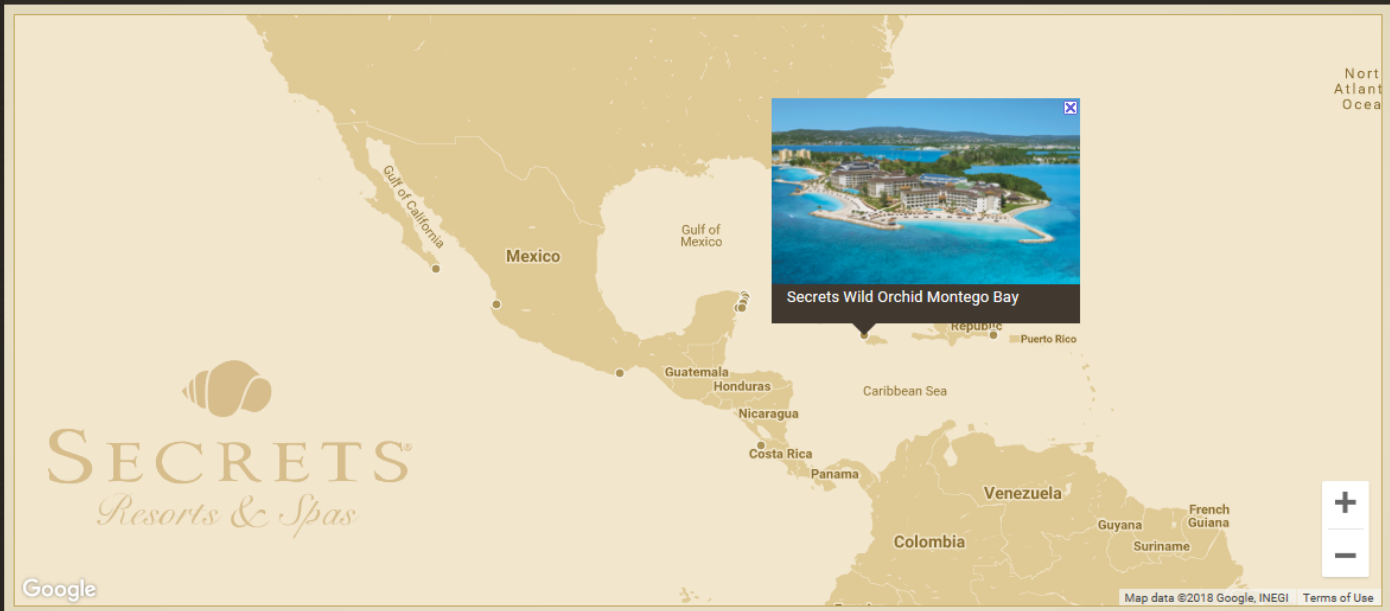 Nort
Atlant
Ocea
Gulf of California
Gulf of
Mexico
Mexico
Secrets Wild Orchid Montego Bay
Republic
Puerto Rico
Guatemala
Honduras
Caribbean Sea
Nicaragua
Costa Rica
Panama
SECRETS®
Resorts & Spas
Venezuela
French
Guiana
Guyana
Suriname
Colombia
Google
Map data ©2018 Google, INEGI
Terms of Use